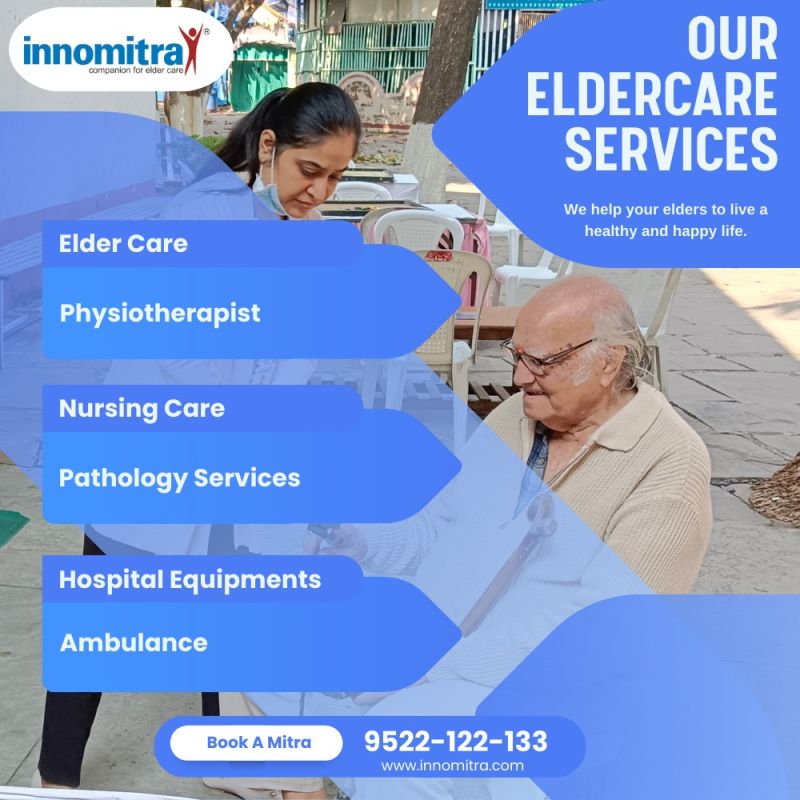 innomitra®
companion for elder care
OUR
ELDERCARE
SERVICES
We help your elders to live a
healthy and happy life.
Elder Care
Physiotherapist
Nursing Care
Pathology Services
Hospital Equipments
Ambulance
Book A Mitra
9522-122-133
www.innomitra.com